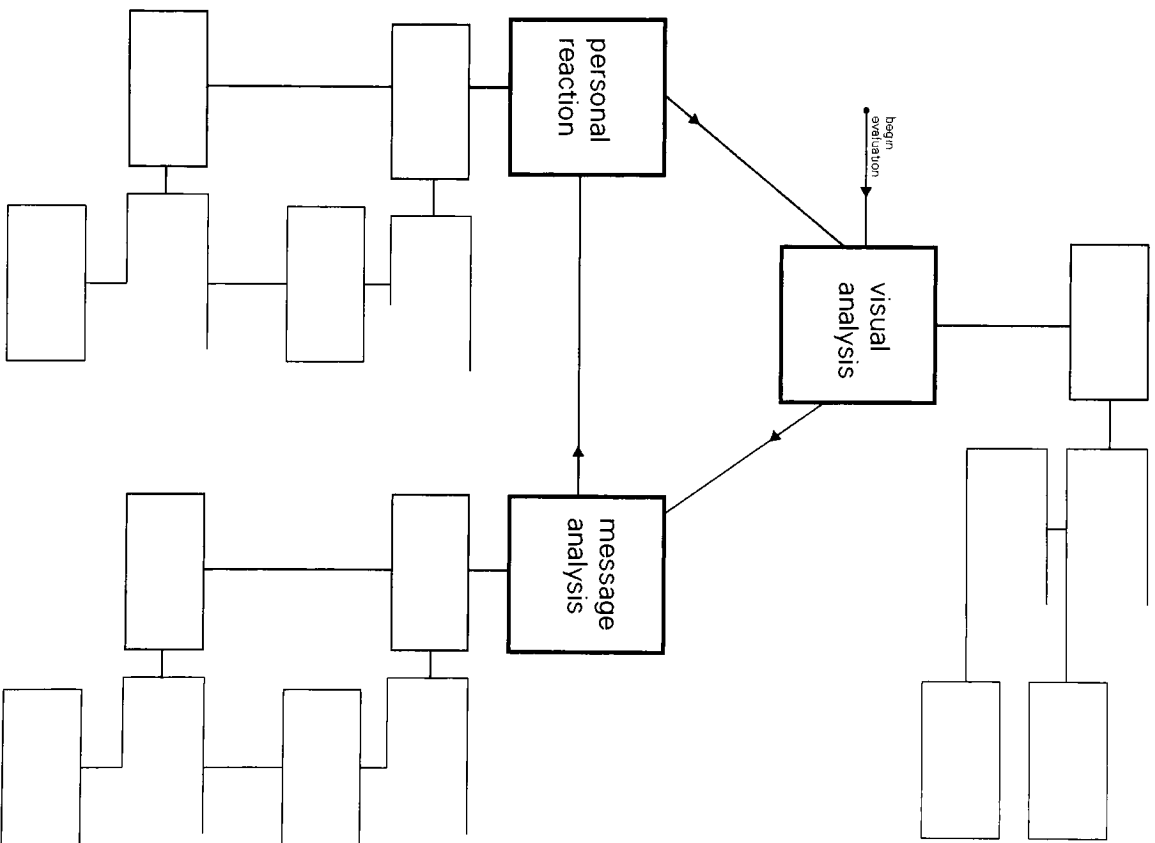 begin
evaluation
visual
analysis
personal
reaction
message
analysis